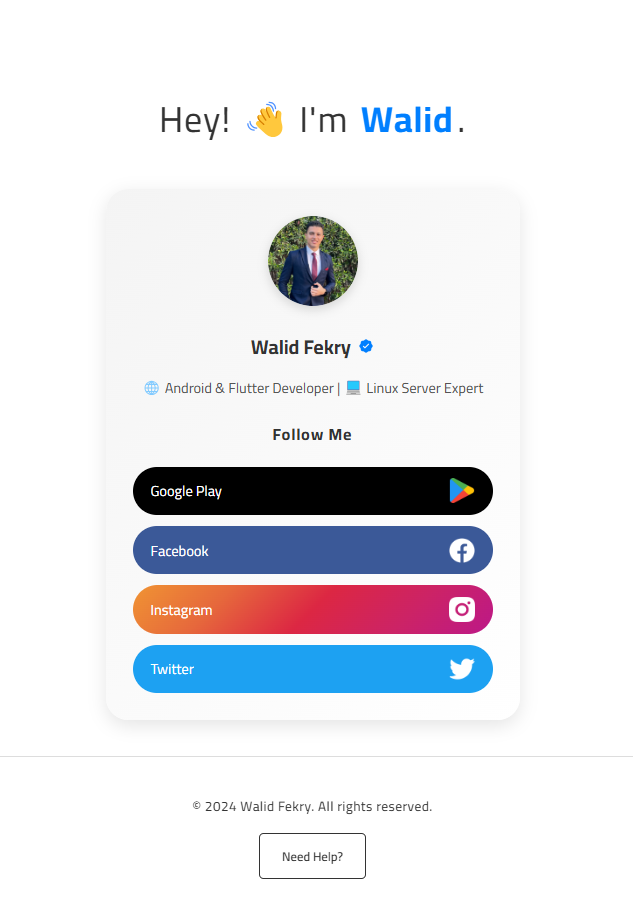 Hey! 👋 I'm Walid.
Walid Fekry
🌐 Android & Flutter Developer | 💻 Linux Server Expert
Follow Me
Google Play
Facebook
Instagram
Twitter
© 2024 Walid Fekry. All rights reserved.
Need Help?